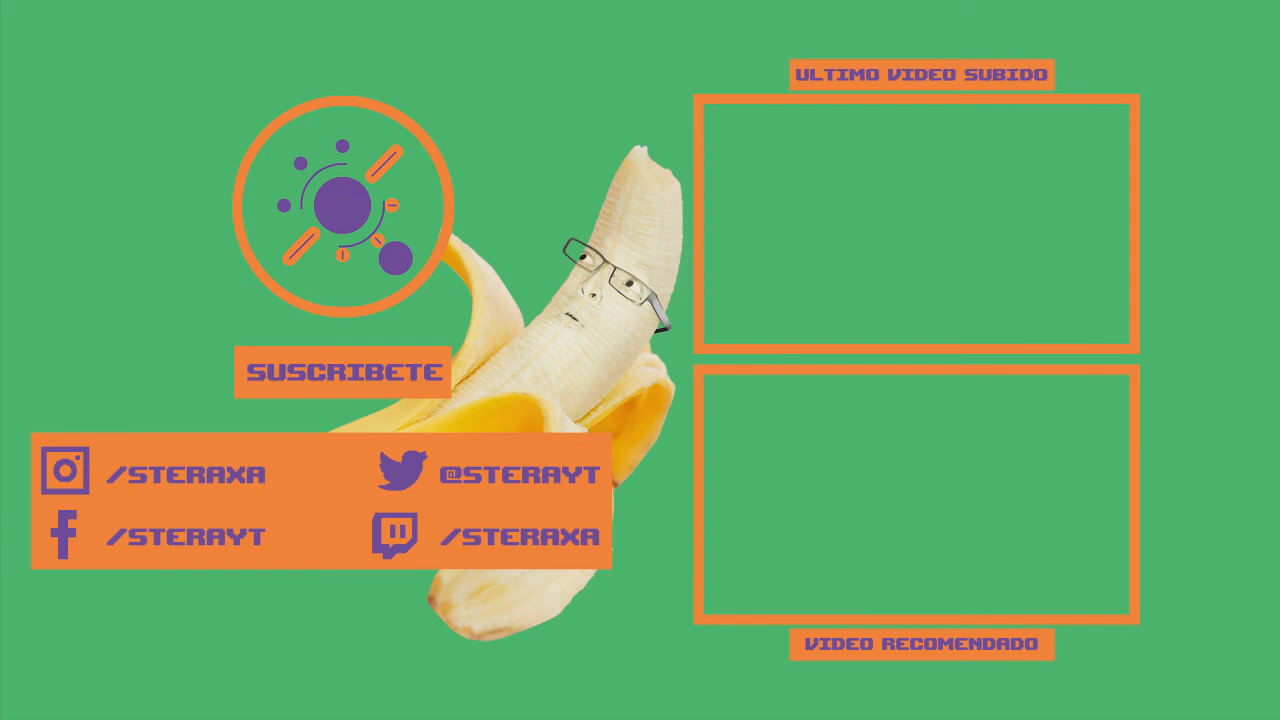 ULTIMO VIDEO SUBIDO
SUSCRIBETE
/STERAXA
@STERAYT
/STERAYT
/STERAXA
VIDEO RECOMENDADO